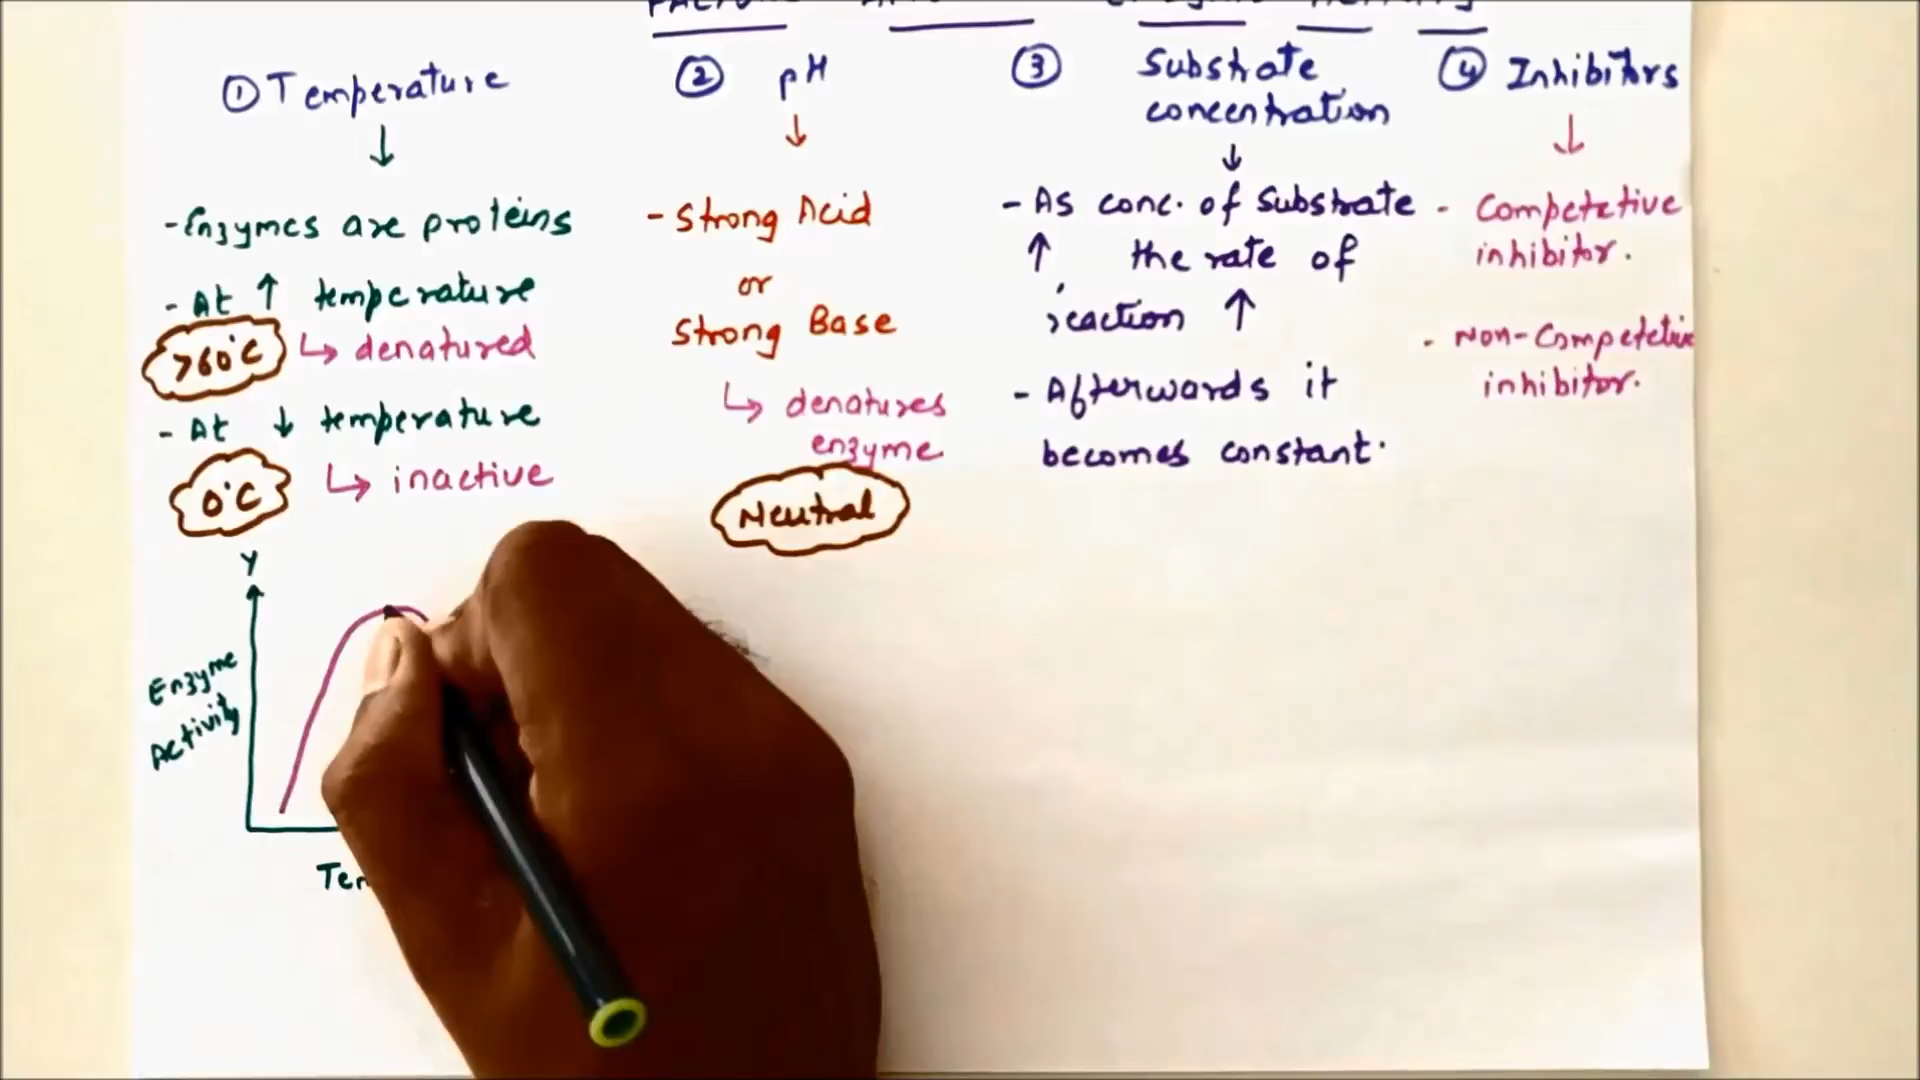 ① Temperature
↓
- Enzymes are proteins
- At ↑ temperature
>60°C ↳ denatured
- At ↓ temperature
0°C ↳ inactive
Y
Enzyme
Activity
② pH
↓
- Strong Acid
or
Strong Base
↳ denatures
enzyme
Neutral
③ Substrate
concentration
↓
- As conc. of Substrate
↑ the rate of
reaction ↑
- Afterwards it
becomes constant.
④ Inhibitors
↓
- Competetive
inhibitor.
- Non-Competetive
inhibitor.